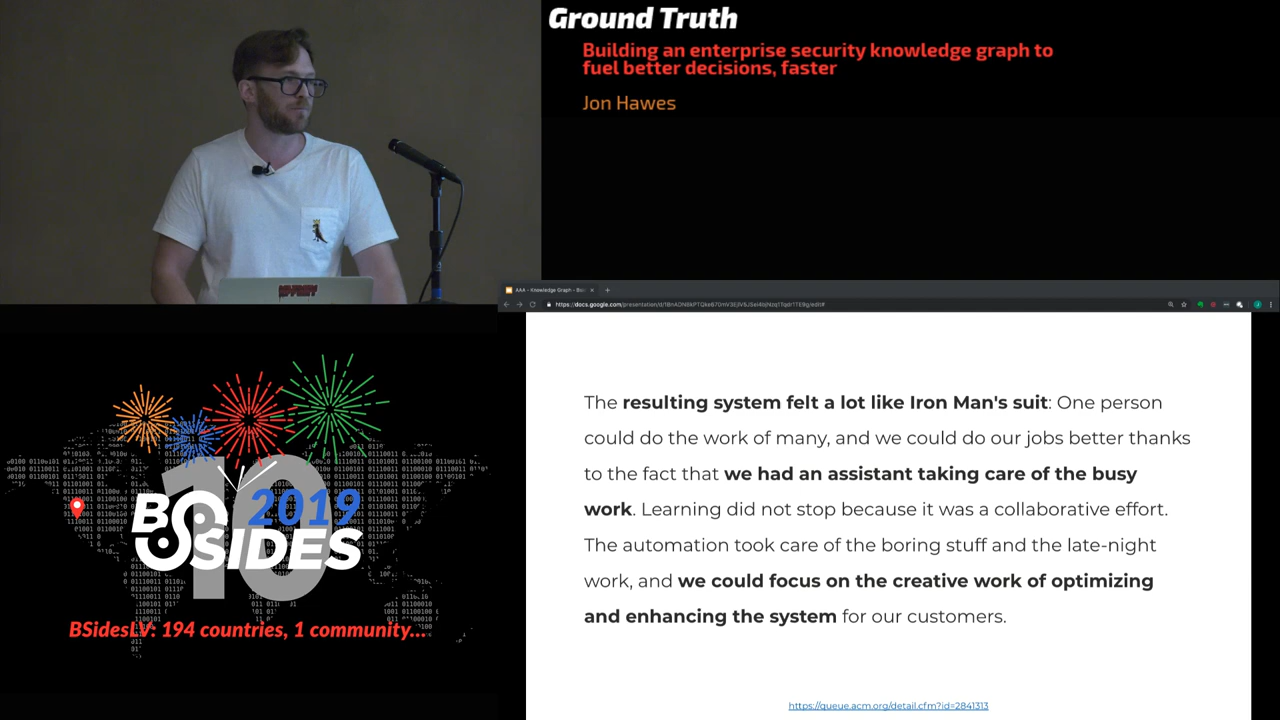 Ground Truth
Building an enterprise security knowledge graph to
fuel better decisions, faster
Jon Hawes
AAA - Knowledge Graph - Bsi
The resulting system felt a lot like Iron Man's suit: One person
could do the work of many, and we could do our jobs better thanks
to the fact that we had an assistant taking care of the busy
work. Learning did not stop because it was a collaborative effort.
The automation took care of the boring stuff and the late-night
work, and we could focus on the creative work of optimizing
and enhancing the system for our customers.
https://queue.acm.org/detail.cfm?id=2841313
10
2019
BSIDES
BSidesLV: 194 countries, 1 community...